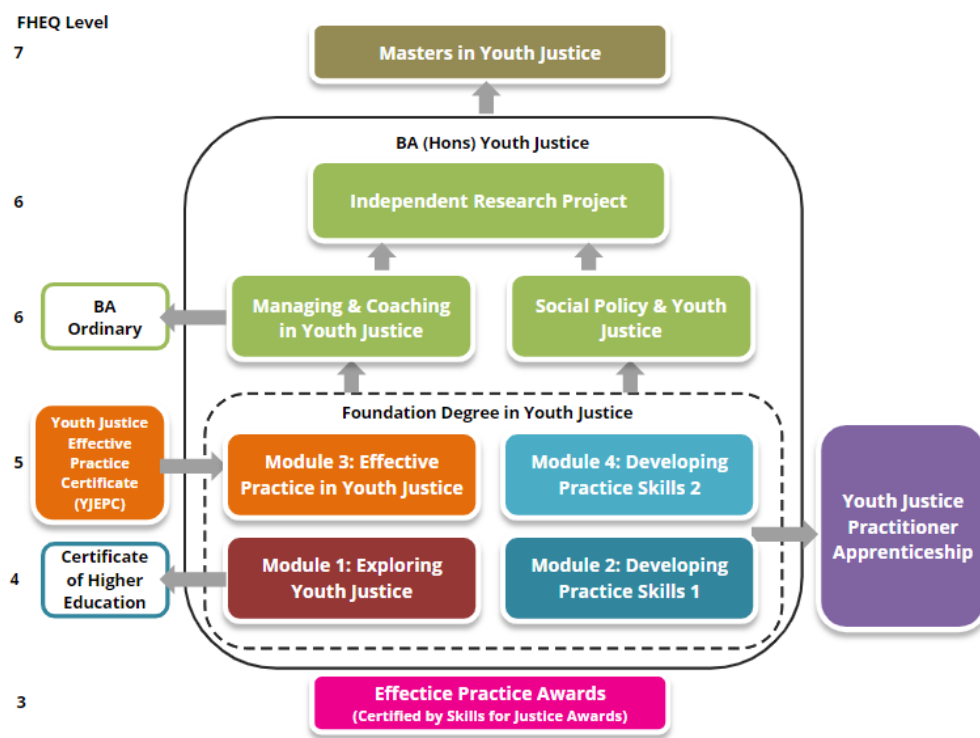 FHEQ Level
7
Masters in Youth Justice
BA (Hons) Youth Justice
6
Independent Research Project
6
BA
Ordinary
Managing & Coaching
in Youth Justice
Social Policy & Youth
Justice
Foundation Degree in Youth Justice
5
Youth Justice
Effective
Practice
Certificate
(YJEPC)
Module 3: Effective
Practice in Youth Justice
Module 4: Developing
Practice Skills 2
Youth Justice
Practitioner
Apprenticeship
4
Certificate
of Higher
Education
Module 1: Exploring
Youth Justice
Module 2: Developing
Practice Skills 1
3
Effectice Practice Awards
(Certified by Skills for Justice Awards)